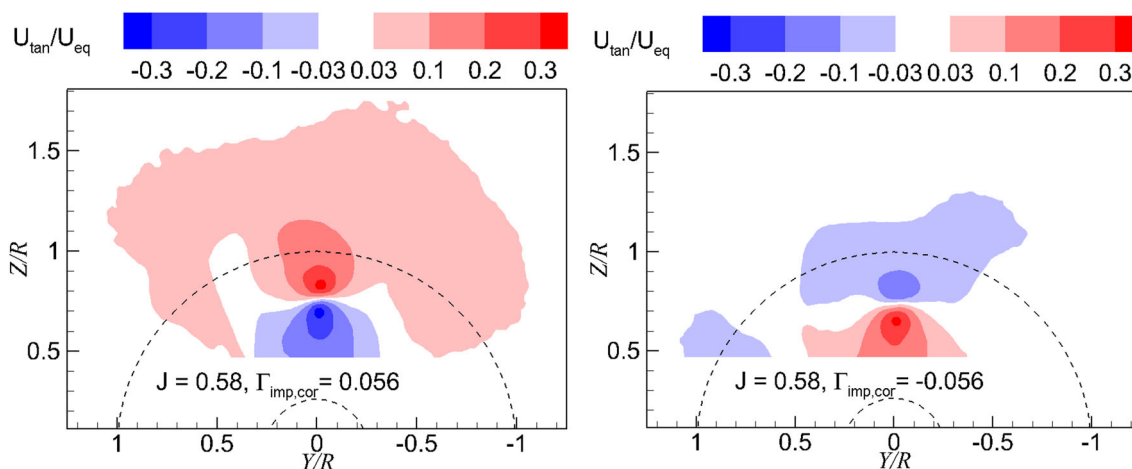 U_tan/U_eq
-0.3 -0.2 -0.1 -0.03 0.03 0.1 0.2 0.3
1.5
1
0.5
Z/R
J = 0.58, Γ_imp,cor = 0.056
1 0.5 0 -0.5 -1
Y/R
U_tan/U_eq
-0.3 -0.2 -0.1 -0.03 0.03 0.1 0.2 0.3
1.5
1
0.5
Z/R
J = 0.58, Γ_imp,cor = -0.056
1 0.5 0 -0.5 -1
Y/R